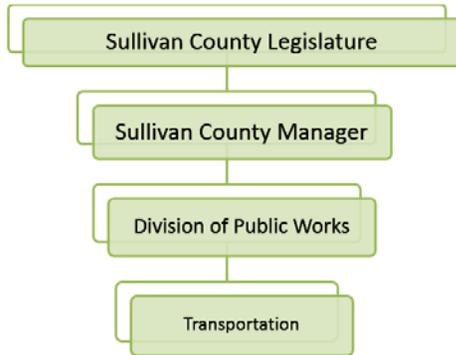 Sullivan County Legislature
Sullivan County Manager
Division of Public Works
Transportation